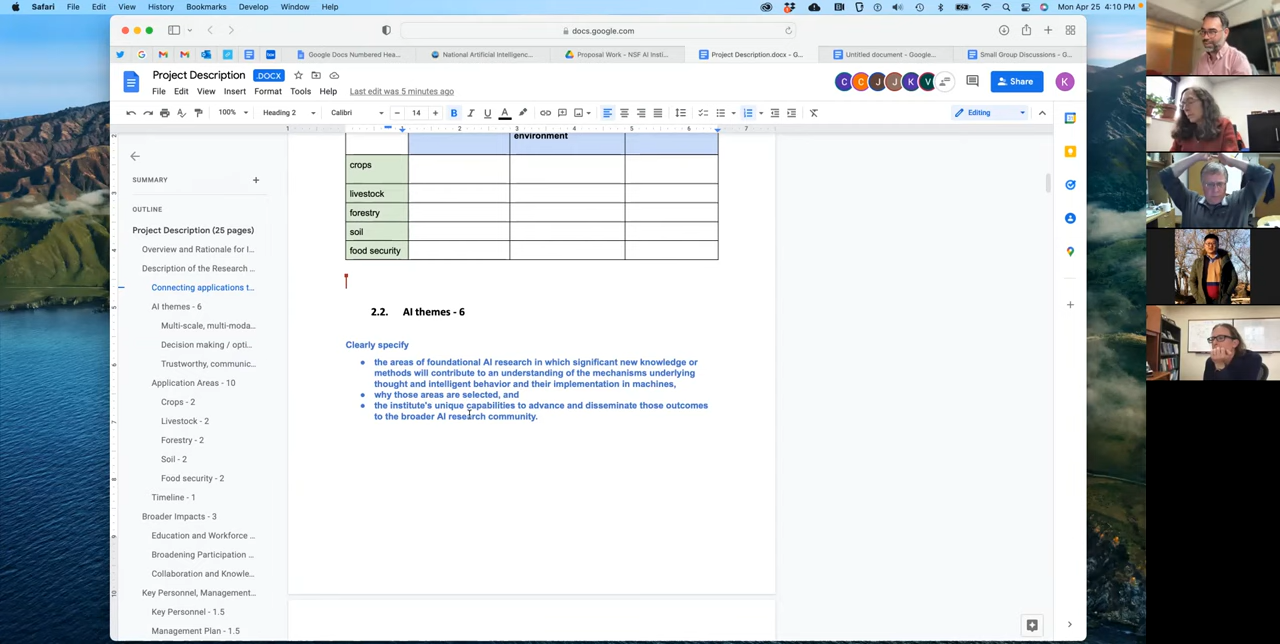 Safari File Edit View History Bookmarks Develop Window Help Mon Apr 25 4:10 PM
docs.google.com
Google Docs Numbered Hea... National Artificial Intelligenc... Proposal Work - NSF AI Insti... Project Description.docx - G... Untitled document - Google... Small Group Discussions - G...
Project Description .DOCX
File Edit View Insert Format Tools Help Last edit was 5 minutes ago
Share K
100% Heading 2 Calibri 14 Editing
1 2 4 5 6 7
environment
crops
livestock
forestry
soil
food security
SUMMARY
OUTLINE
Project Description (25 pages)
Overview and Rationale for I...
Description of the Research ...
Connecting applications t...
AI themes - 6
Multi-scale, multi-moda...
Decision making / opti...
Trustworthy, communic...
Application Areas - 10
Crops - 2
Livestock - 2
Forestry - 2
Soil - 2
Food security - 2
Timeline - 1
Broader Impacts - 3
Education and Workforce ...
Broadening Participation ...
Collaboration and Knowle...
Key Personnel, Management...
Key Personnel - 1.5
Management Plan - 1.5
2.2. AI themes - 6
Clearly specify
● the areas of foundational AI research in which significant new knowledge or
methods will contribute to an understanding of the mechanisms underlying
thought and intelligent behavior and their implementation in machines,
● why those areas are selected, and
● the institute's unique capabilities to advance and disseminate those outcomes
to the broader AI research community.